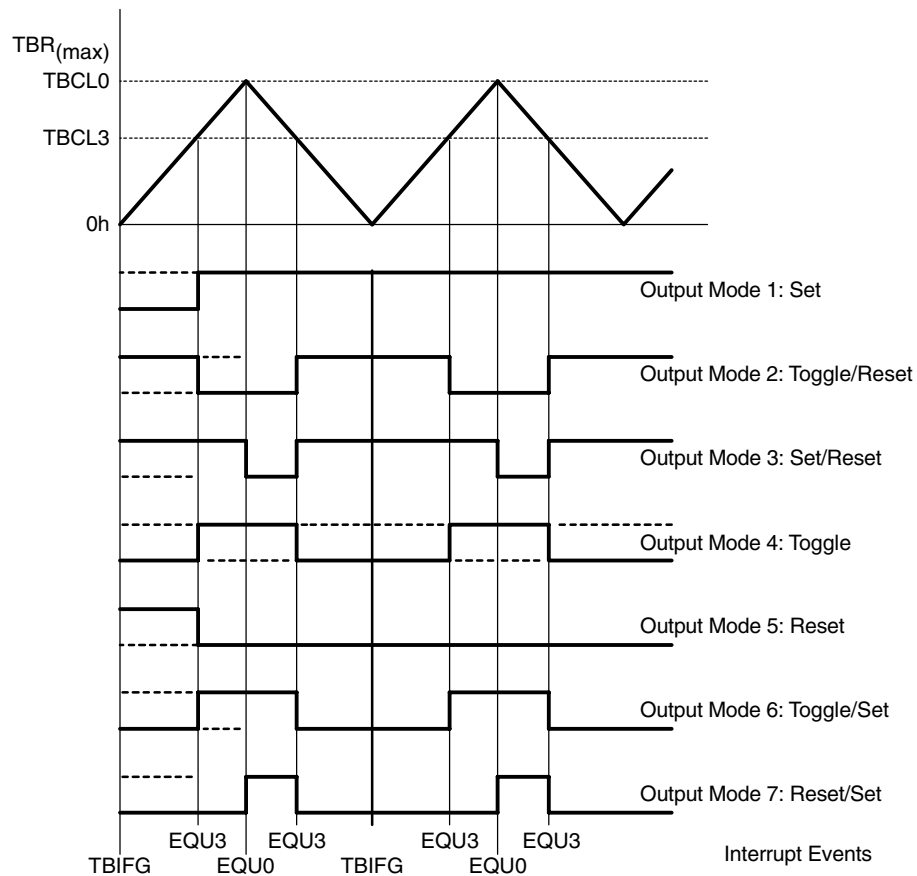 TBR(max)
TBCL0
TBCL3
0h
Output Mode 1: Set
Output Mode 2: Toggle/Reset
Output Mode 3: Set/Reset
Output Mode 4: Toggle
Output Mode 5: Reset
Output Mode 6: Toggle/Set
Output Mode 7: Reset/Set
EQU3 EQU3 EQU3 EQU3
TBIFG EQU0 TBIFG EQU0
Interrupt Events